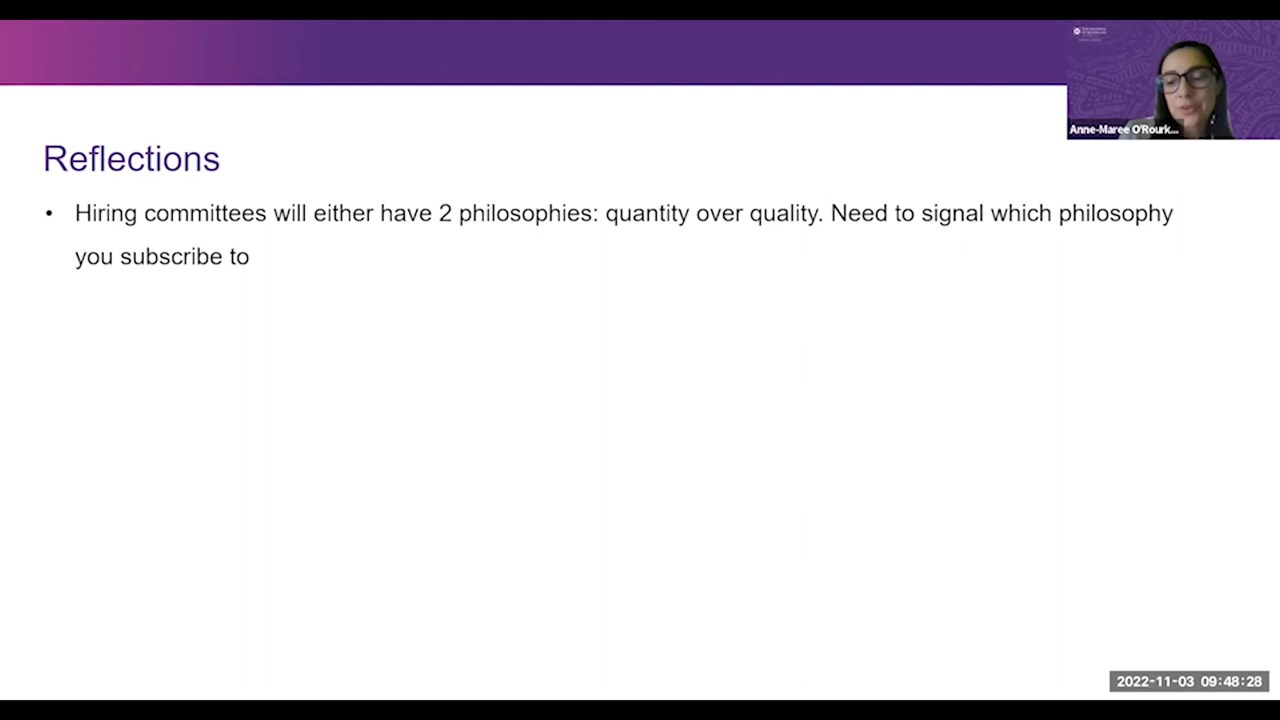 Anne-Maree O'Rourk...
Reflections
• Hiring committees will either have 2 philosophies: quantity over quality. Need to signal which philosophy
you subscribe to
2022-11-03 09:48:28